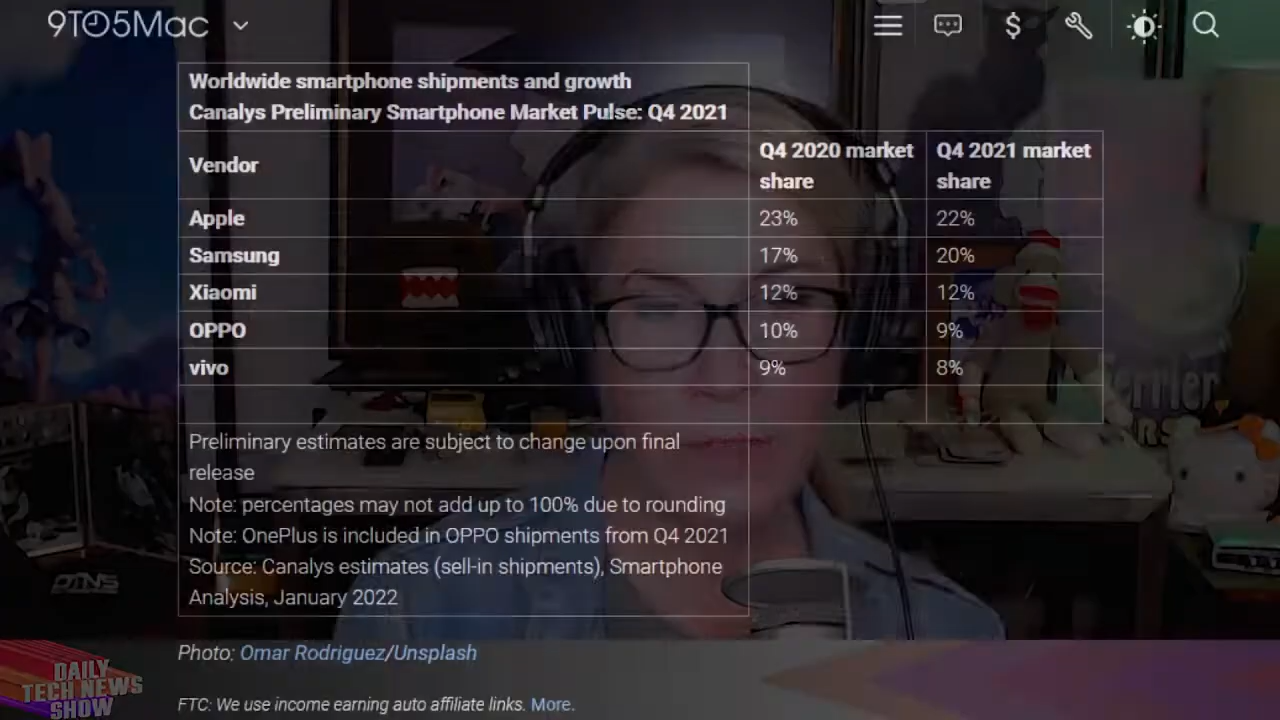 9TO5Mac
Worldwide smartphone shipments and growth
Canalys Preliminary Smartphone Market Pulse: Q4 2021
Vendor
Q4 2020 market share
Q4 2021 market share
Apple 23% 22%
Samsung 17% 20%
Xiaomi 12% 12%
OPPO 10% 9%
vivo 9% 8%
Preliminary estimates are subject to change upon final
release
Note: percentages may not add up to 100% due to rounding
Note: OnePlus is included in OPPO shipments from Q4 2021
Source: Canalys estimates (sell-in shipments), Smartphone
Analysis, January 2022
Photo: Omar Rodriguez/Unsplash
FTC: We use income earning auto affiliate links. More.
DAILY
TECH NEWS
SHOW
DTNS